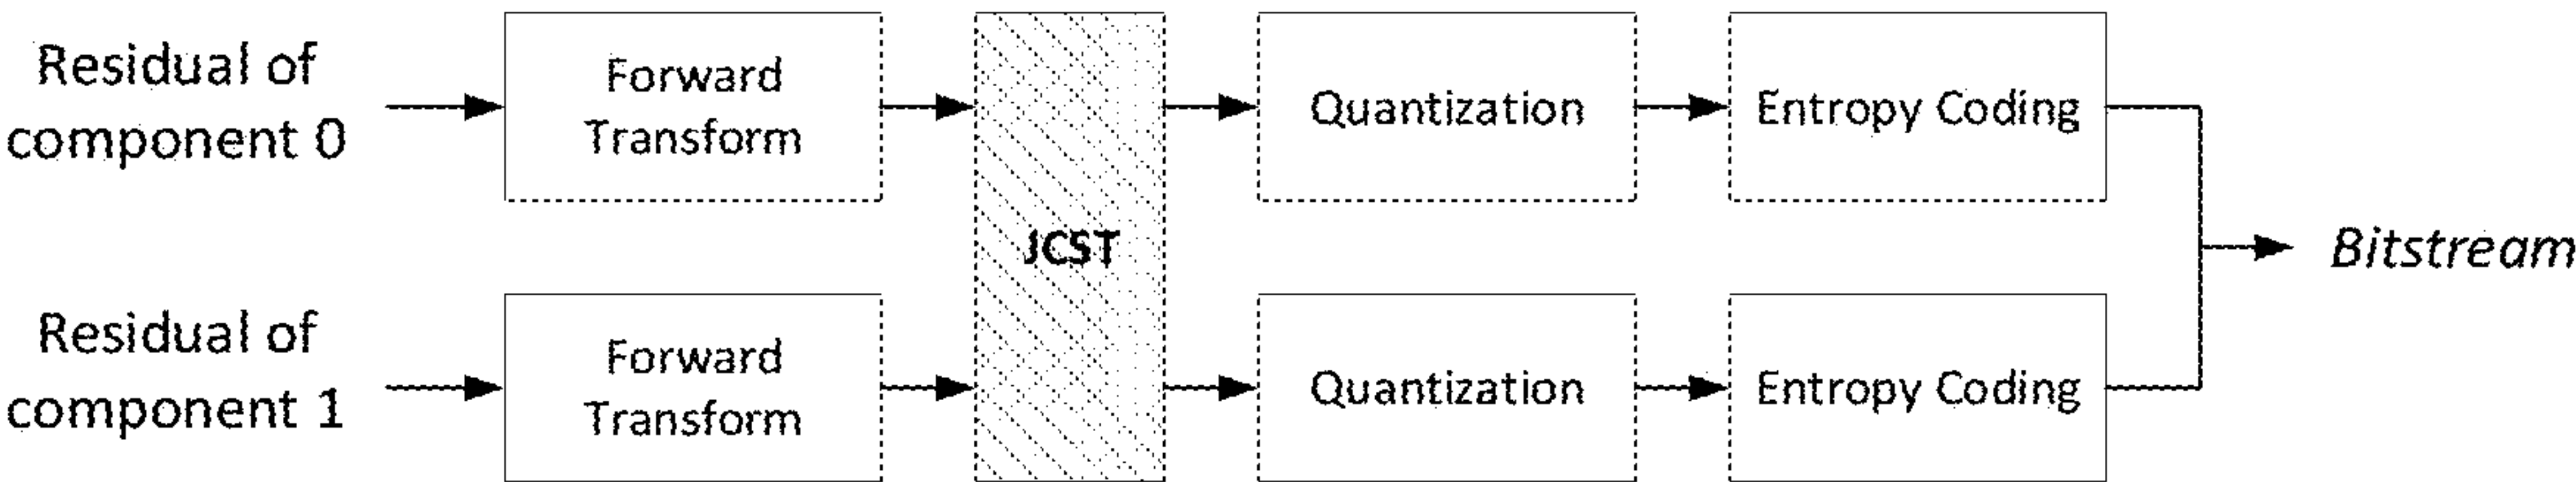 Residual of
component 0
Forward
Transform
Quantization
Entropy Coding
JCST
Bitstream
Residual of
component 1
Forward
Transform
Quantization
Entropy Coding